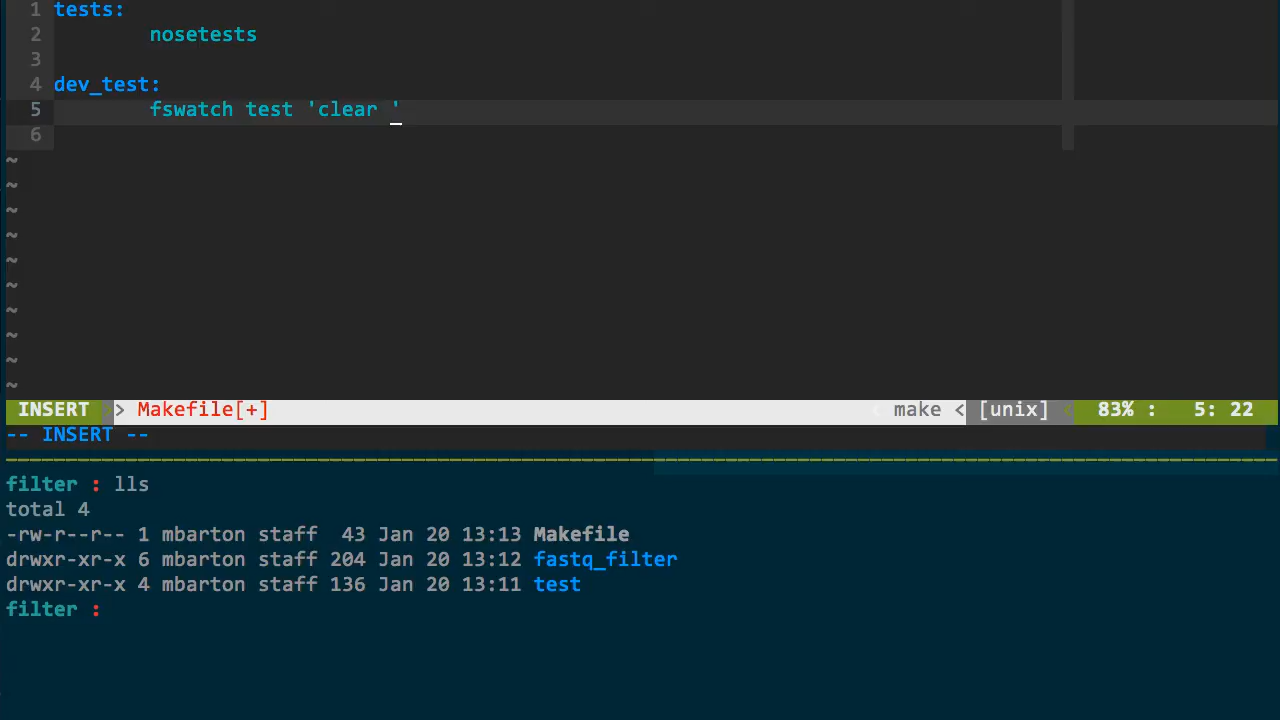 1 tests:
2 nosetests
3
4 dev_test:
5 fswatch test 'clear '
6
~
~
~
~
~
~
~
~
~
~
INSERT > Makefile[+] < make < [unix] < 83% : 5: 22
-- INSERT --
filter : lls
total 4
-rw-r--r-- 1 mbarton staff 43 Jan 20 13:13 Makefile
drwxr-xr-x 6 mbarton staff 204 Jan 20 13:12 fastq_filter
drwxr-xr-x 4 mbarton staff 136 Jan 20 13:11 test
filter :